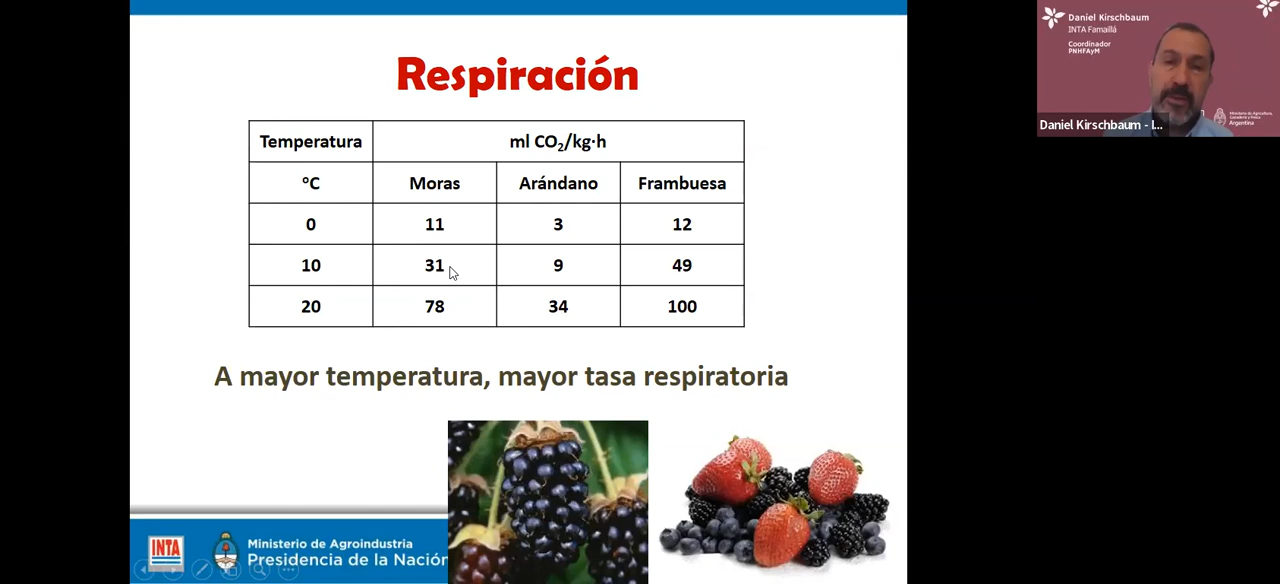 Respiración
Temperatura ml CO₂/kg·h
ºC Moras Arándano Frambuesa
0 11 3 12
10 31 9 49
20 78 34 100
A mayor temperatura, mayor tasa respiratoria
INTA
Ministerio de Agroindustria
Presidencia de la Nación
Daniel Kirschbaum
INTA Famaillá
Coordinador
PNHFAyM
Argentina
Daniel Kirschbaum - I...